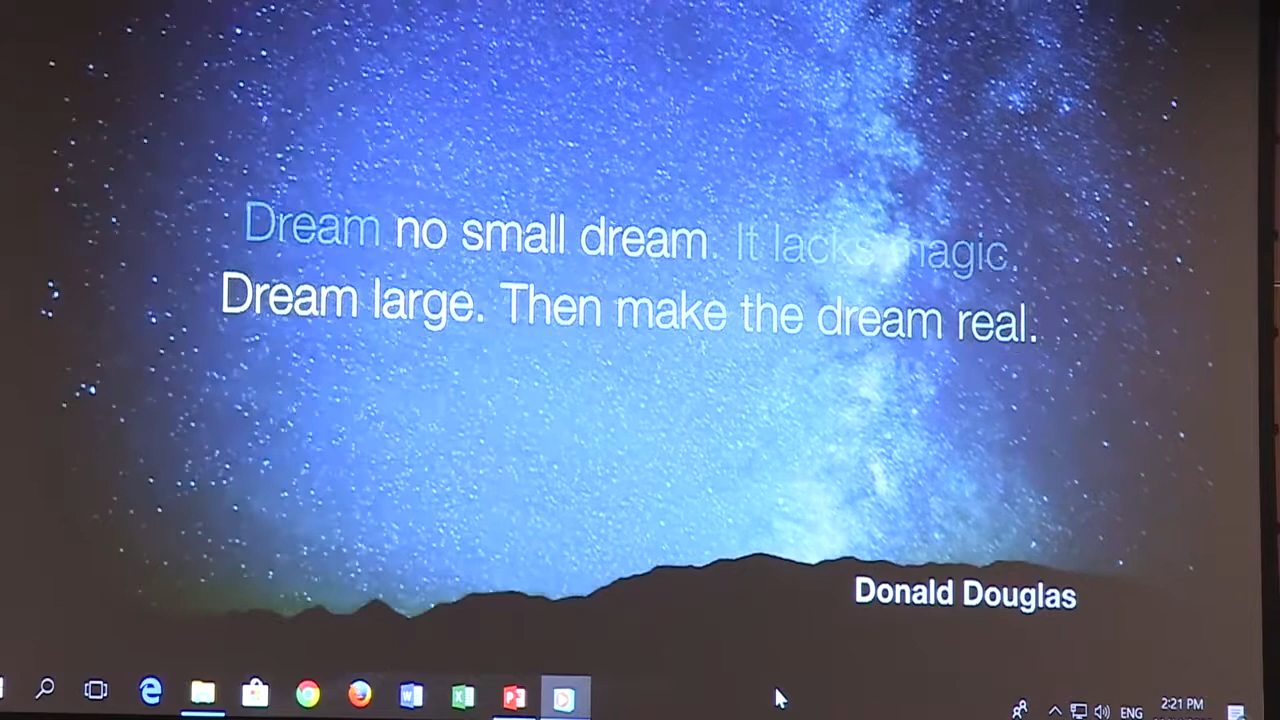 Dream no small dream. It lacks magic.
Dream large. Then make the dream real.
Donald Douglas
ENG
2:21 PM